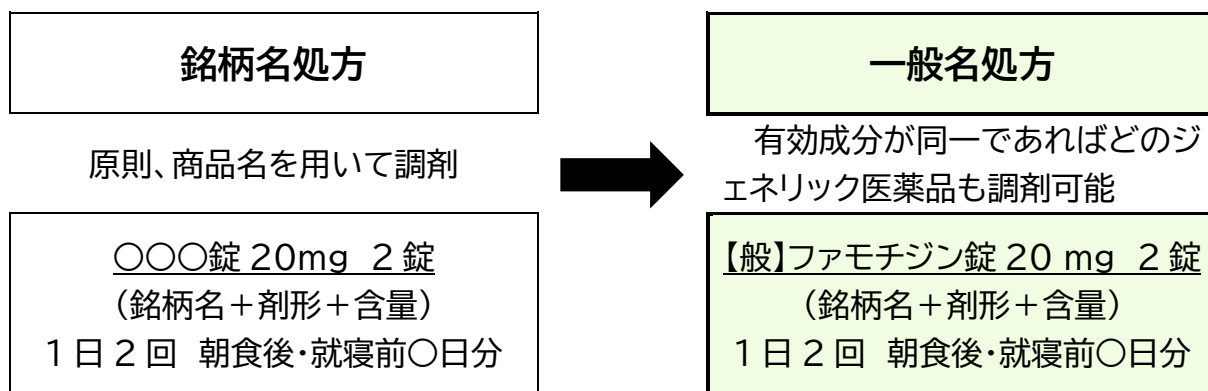 銘柄名処方
原則、商品名を用いて調剤
○○○錠 20mg 2錠
(銘柄名+剤形+含量)
1日2回 朝食後・就寝前○日分
一般名処方
有効成分が同一であればどのジ
ェネリック医薬品も調剤可能
【般】ファモチジン錠 20 mg 2錠
(銘柄名+剤形+含量)
1日2回 朝食後・就寝前○日分